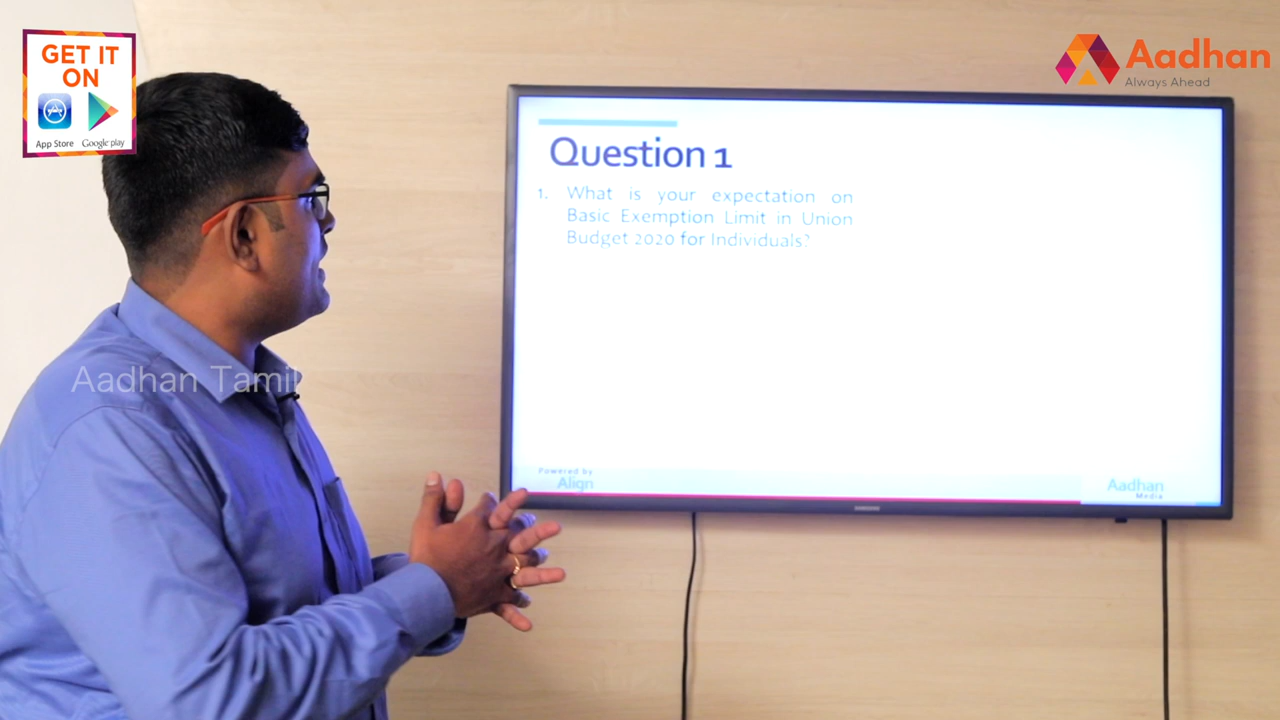 GET IT
ON
App Store Google play
Aadhan
Always Ahead
Question 1
1. What is your expectation on
Basic Exemption Limit in Union
Budget 2020 for Individuals?
Aadhan Tamil
Powered by
Align
Aadhan
Media
SAMSUNG